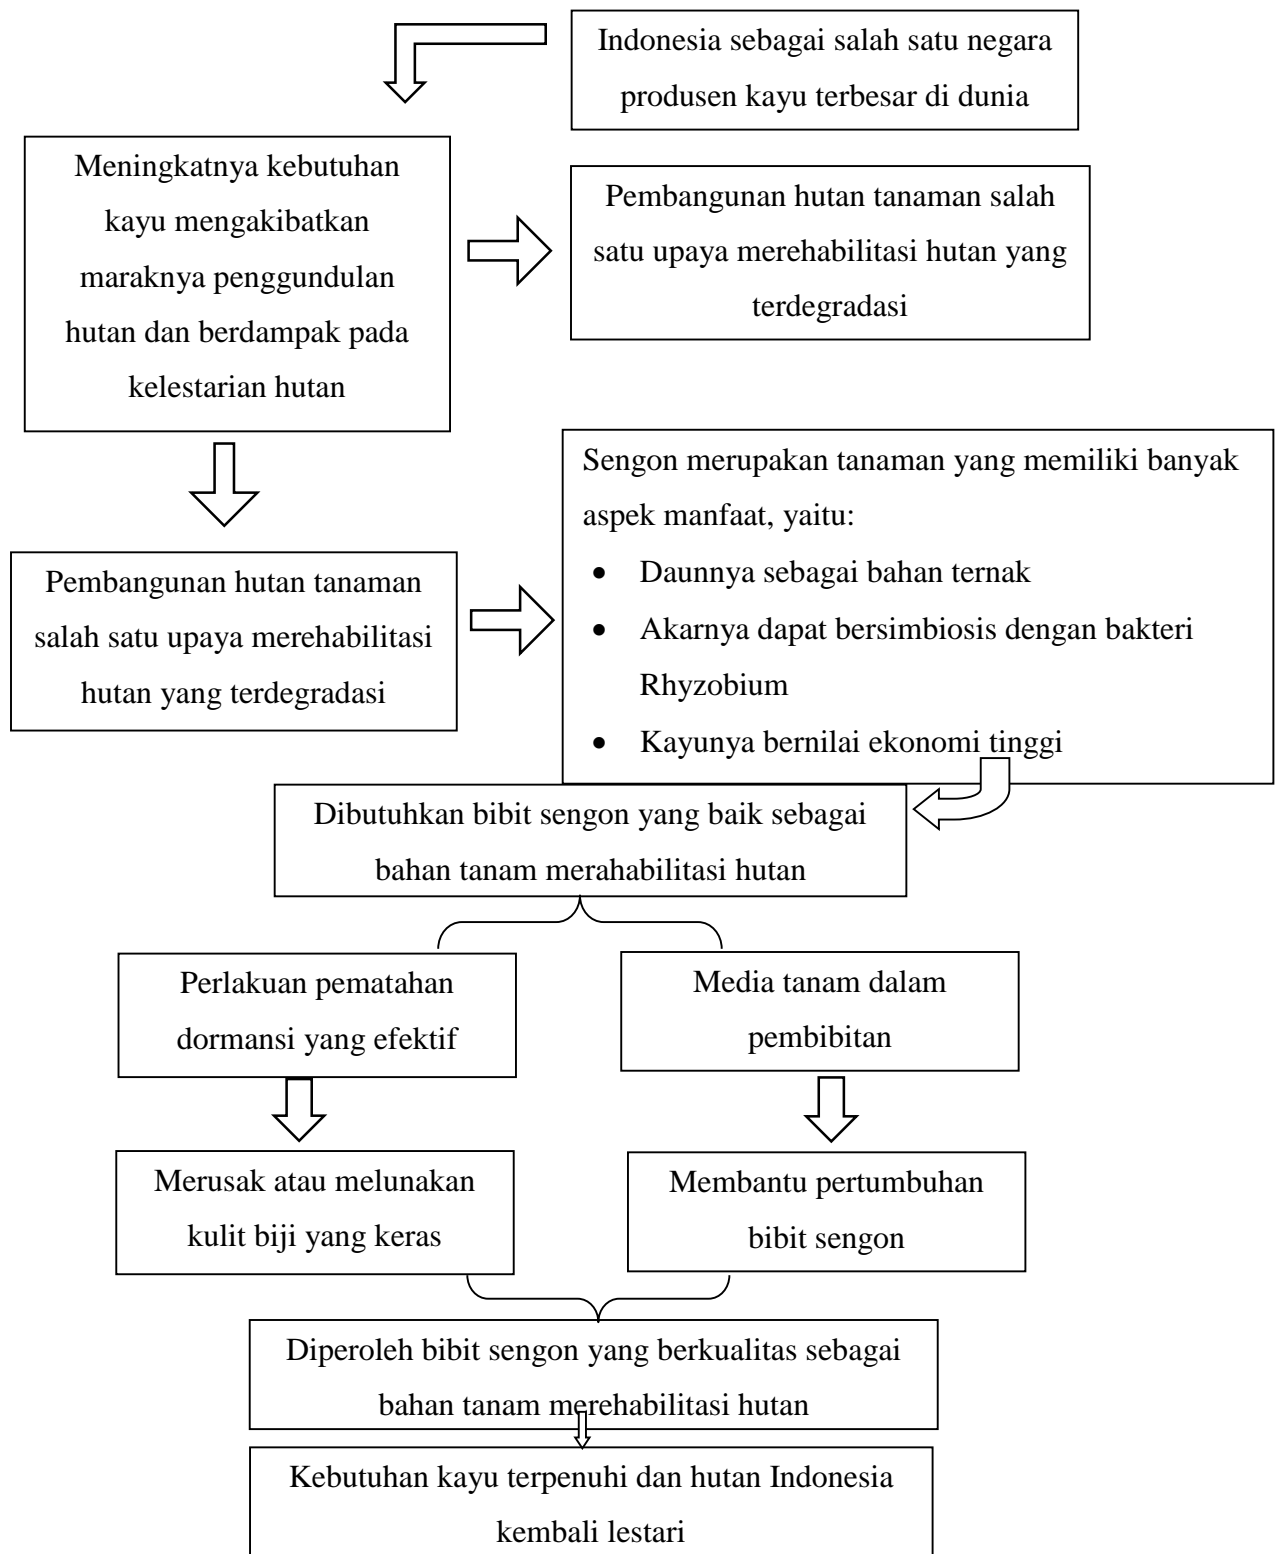 Indonesia sebagai salah satu negara
produsen kayu terbesar di dunia
Meningkatnya kebutuhan
kayu mengakibatkan
maraknya penggundulan
hutan dan berdampak pada
kelestarian hutan
Pembangunan hutan tanaman salah
satu upaya merehabilitasi hutan yang
terdegradasi
Pembangunan hutan tanaman
salah satu upaya merehabilitasi
hutan yang terdegradasi
Sengon merupakan tanaman yang memiliki banyak
aspek manfaat, yaitu:
• Daunnya sebagai bahan ternak
• Akarnya dapat bersimbiosis dengan bakteri
Rhyzobium
• Kayunya bernilai ekonomi tinggi
Dibutuhkan bibit sengon yang baik sebagai
bahan tanam merahabilitasi hutan
Perlakuan pematahan
dormansi yang efektif
Media tanam dalam
pembibitan
Merusak atau melunakan
kulit biji yang keras
Membantu pertumbuhan
bibit sengon
Diperoleh bibit sengon yang berkualitas sebagai
bahan tanam merehabilitasi hutan
Kebutuhan kayu terpenuhi dan hutan Indonesia
kembali lestari